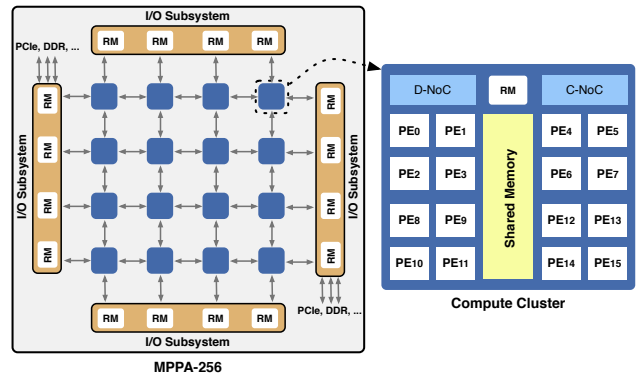 I/O Subsystem
RM RM RM RM
PCIe, DDR, ...
I/O Subsystem
RM
RM
RM
RM
I/O Subsystem
RM
RM
RM
RM
PCIe, DDR, ...
RM RM RM RM
I/O Subsystem
MPPA-256
D-NoC RM C-NoC
PE0 PE1 PE4 PE5
PE2 PE3 PE6 PE7
Shared Memory
PE8 PE9 PE12 PE13
PE10 PE11 PE14 PE15
Compute Cluster